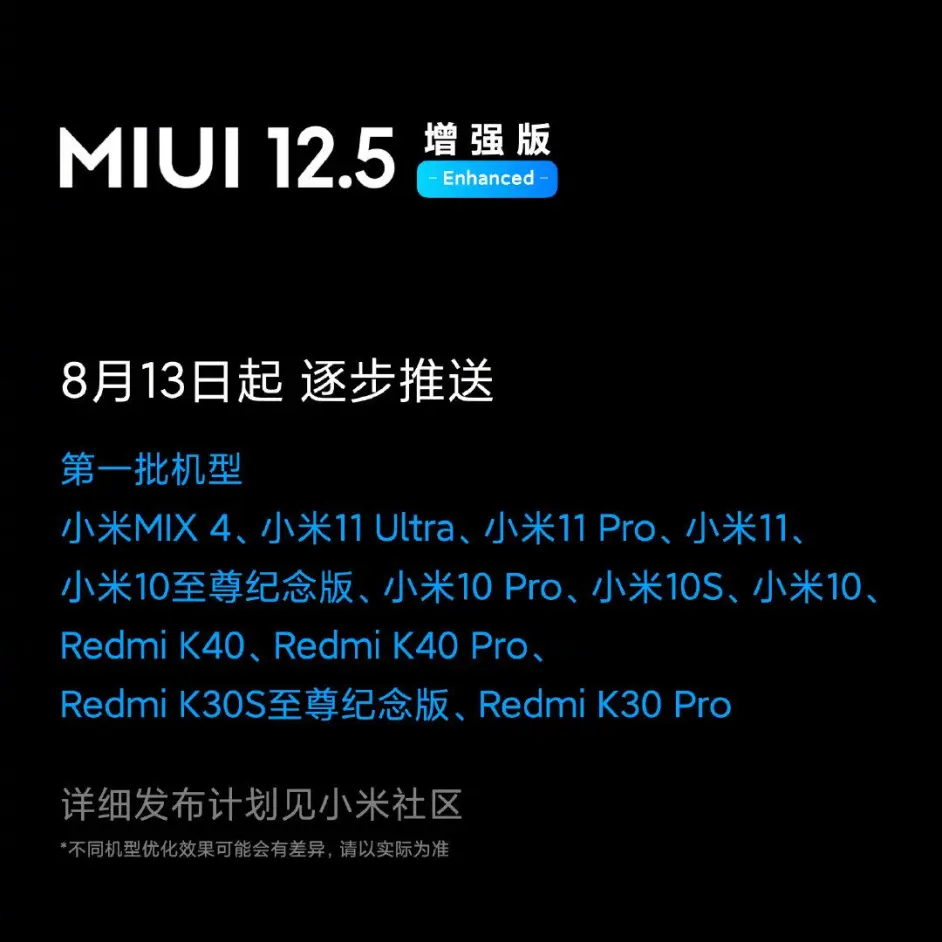 MIUI 12.5 增强版
- Enhanced -
8月13日起 逐步推送
第一批机型
小米MIX 4、小米11 Ultra、小米11 Pro、小米11、
小米10至尊纪念版、小米10 Pro、小米10S、小米10、
Redmi K40、Redmi K40 Pro、
Redmi K30S至尊纪念版、Redmi K30 Pro
详细发布计划见小米社区
*不同机型优化效果可能会有差异,请以实际为准